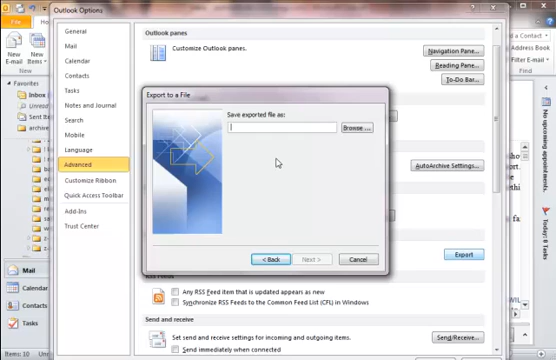 Outlook Options
File
General
Mail
Calendar
Contacts
Tasks
Notes and Journal
Search
Mobile
Language
Advanced
Customize Ribbon
Quick Access Toolbar
Add-Ins
Trust Center
Outlook panes
Customize Outlook panes.
Navigation Pane...
Reading Pane...
To-Do Bar...
Export to a File
Save exported file as:
Browse ...
< Back
Next >
Cancel
AutoArchive Settings...
Export
RSS Feeds
Any RSS Feed item that is updated appears as new
Synchronize RSS Feeds to the Common Feed List (CFL) in Windows
Send and receive
Set send and receive settings for incoming and outgoing items.
Send/Receive...
Send immediately when connected
New
E-mail
New
Items
Favorites
Inbox
Unread
Sent
archive
Mail
Calendar
Contacts
Tasks
Items: 10
a Contact
Address Book
Filter E-mail
No upcoming appointments.
Today: 6 Tasks